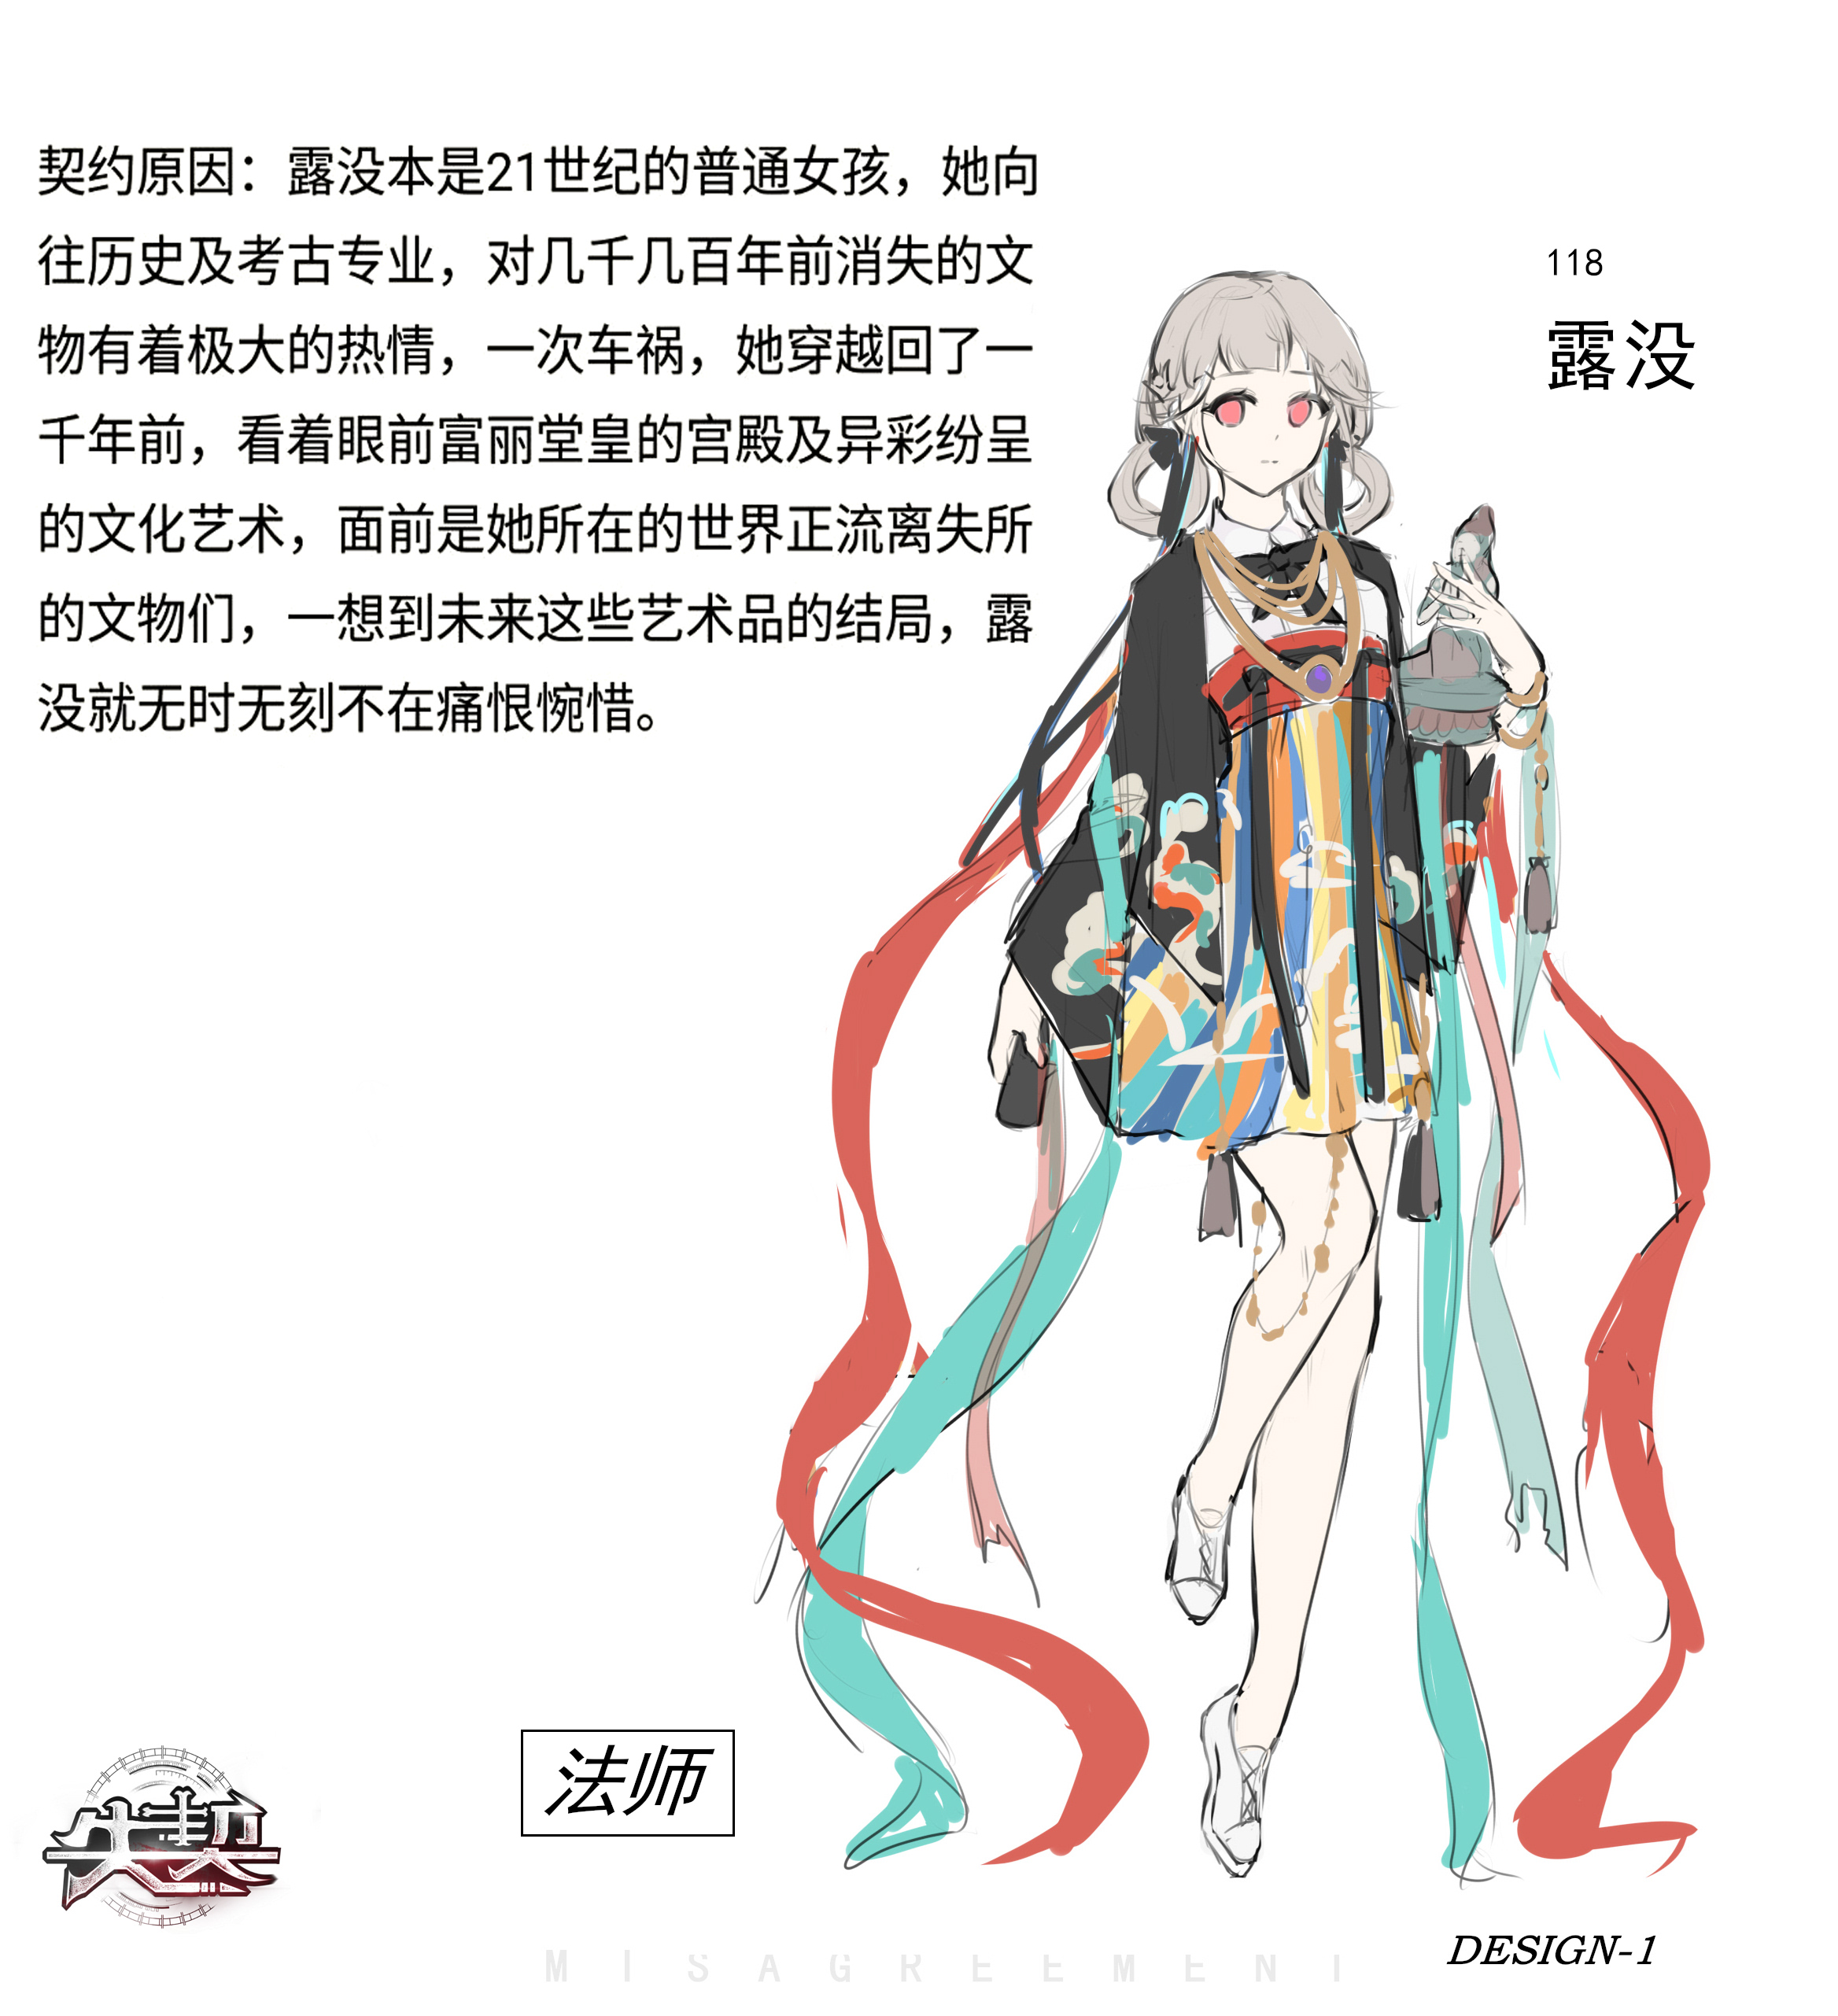 契约原因：露没本是21世纪的普通女孩，她向
往历史及考古专业，对几千几百年前消失的文
物有着极大的热情，一次车祸，她穿越回了一
千年前，看着眼前富丽堂皇的宫殿及异彩纷呈
的文化艺术，面前是她所在的世界正流离失所
的文物们，一想到未来这些艺术品的结局，露
没就无时无刻不在痛恨惋惜。
118
露没
法师
失契
DESIGN-1
MISAGREEMENT